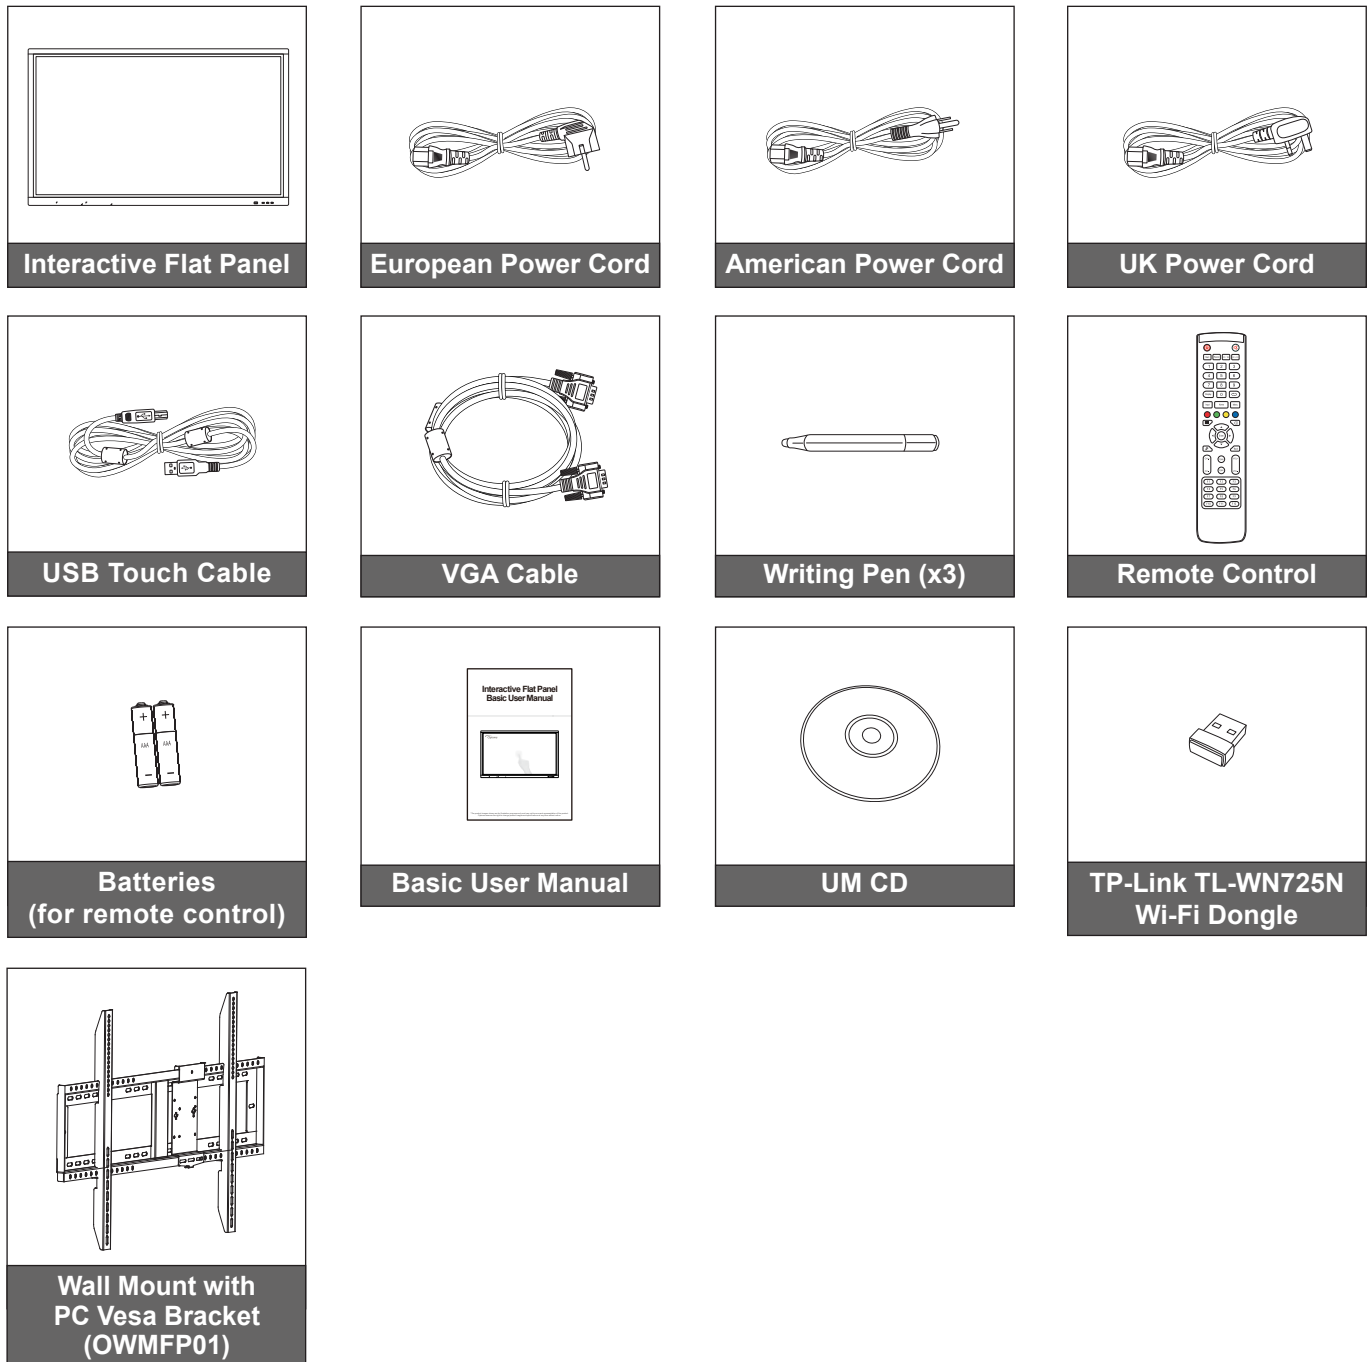 Interactive Flat Panel
European Power Cord
American Power Cord
UK Power Cord
USB Touch Cable
VGA Cable
Writing Pen (x3)
Remote Control
+
+
AAA
AAA
Interactive Flat Panel
Basic User Manual
Batteries
(for remote control)
Basic User Manual
UM CD
TP-Link TL-WN725N
Wi-Fi Dongle
Wall Mount with
PC Vesa Bracket
(OWMFP01)